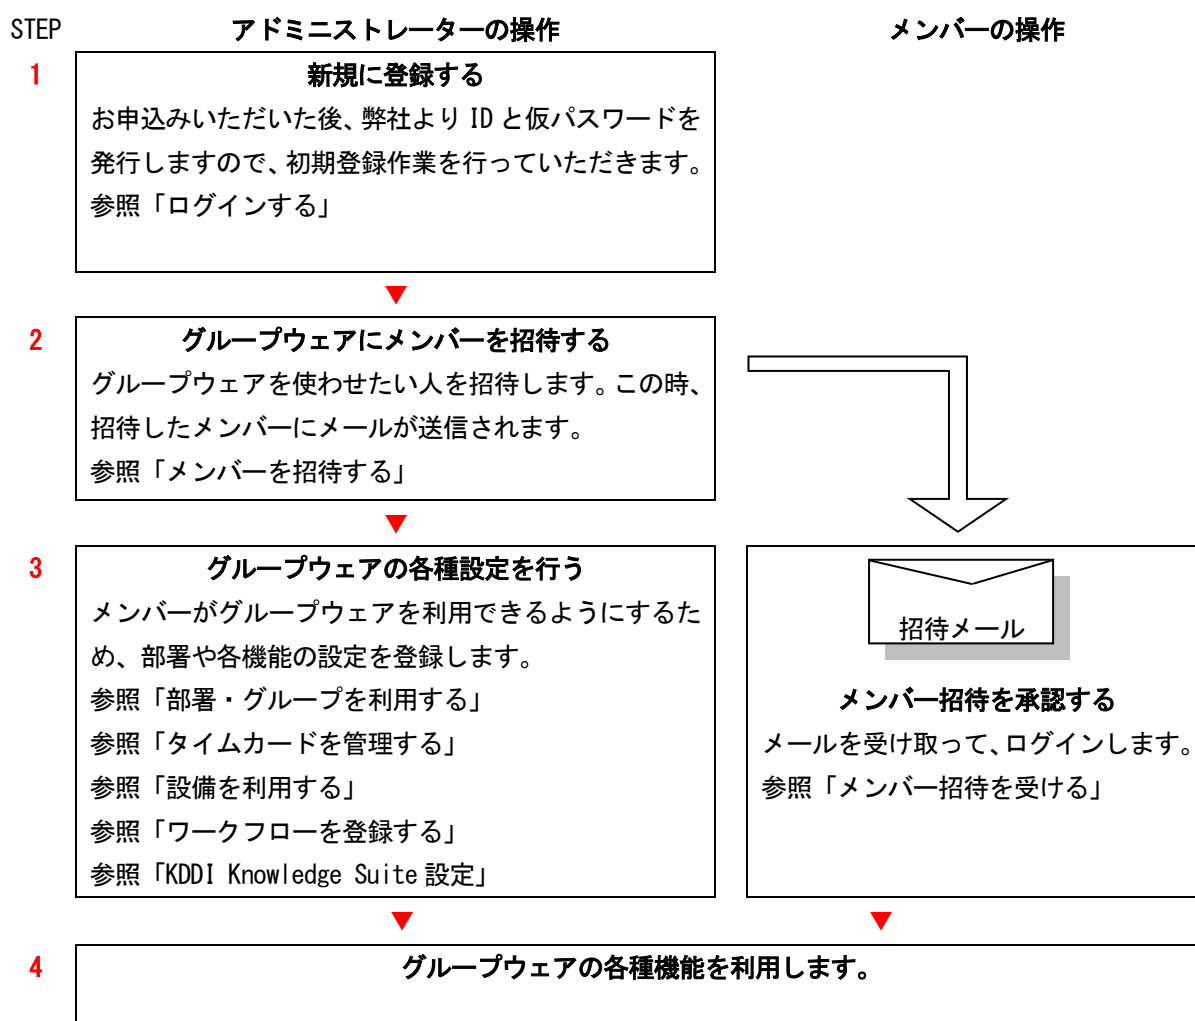 STEP アドミニストレーターの操作 メンバーの操作
1 新規に登録する
お申込みいただいた後、弊社より ID と仮パスワードを
発行しますので、初期登録作業を行っていただきます。
参照「ログインする」
2 グループウェアにメンバーを招待する
グループウェアを使わせたい人を招待します。この時、
招待したメンバーにメールが送信されます。
参照「メンバーを招待する」
3 グループウェアの各種設定を行う
メンバーがグループウェアを利用できるようにするた
め、部署や各機能の設定を登録します。
参照「部署・グループを利用する」
参照「タイムカードを管理する」
参照「設備を利用する」
参照「ワークフローを登録する」
参照「KDDI Knowledge Suite 設定」
招待メール
メンバー招待を承認する
メールを受け取って、ログインします。
参照「メンバー招待を受ける」
4 グループウェアの各種機能を利用します。